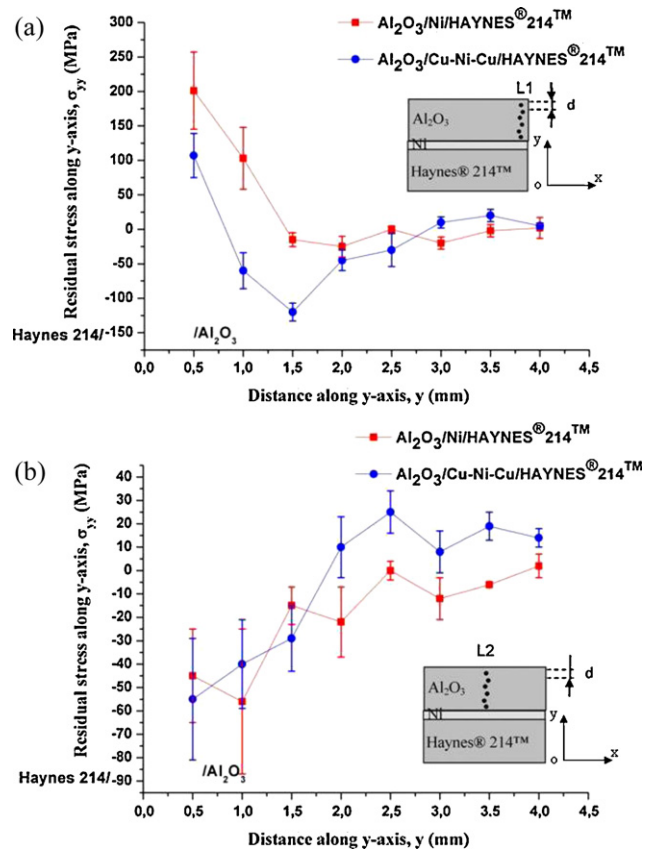 (a)
Al2O3/Ni/HAYNES®214™
Al2O3/Cu-Ni-Cu/HAYNES®214™
Residual stress along y-axis, σyy (MPa)
300
250
200
150
100
50
0
-50
-100
-150
L1
d
Al2O3
Ni
Haynes® 214™
y
o
x
Haynes 214/
/Al2O3
0,0 0,5 1,0 1,5 2,0 2,5 3,0 3,5 4,0 4,5
Distance along y-axis, y (mm)
(b)
Al2O3/Ni/HAYNES®214™
Al2O3/Cu-Ni-Cu/HAYNES®214™
Residual stress along y-axis, σyy (MPa)
40
30
20
10
0
-10
-20
-30
-40
-50
-60
-70
-80
-90
L2
d
Al2O3
Ni
Haynes® 214™
y
o
x
Haynes 214/
/Al2O3
0,0 0,5 1,0 1,5 2,0 2,5 3,0 3,5 4,0 4,5
Distance along y-axis, y (mm)